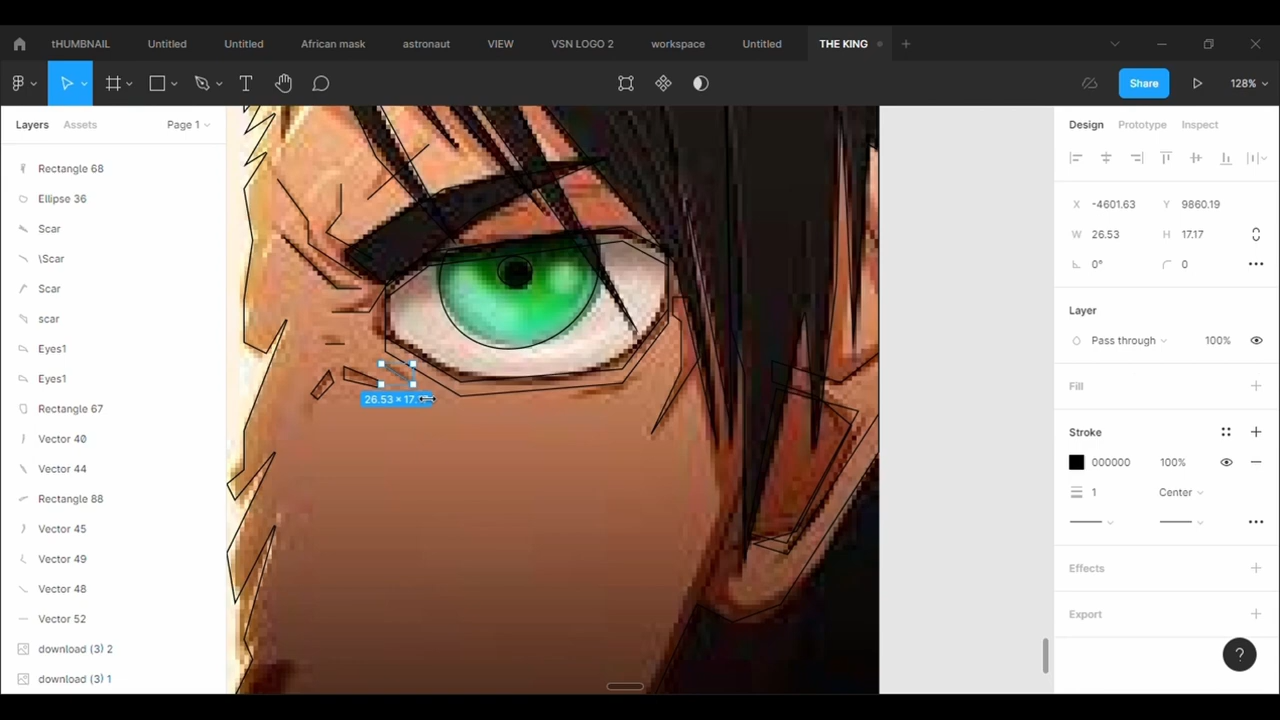 tHUMBNAIL Untitled Untitled African mask astronaut VIEW VSN LOGO 2 workspace Untitled THE KING
Share 128%
Layers Assets Page 1
Rectangle 68
Ellipse 36
Scar
\Scar
Scar
scar
Eyes1
Eyes1
Rectangle 67
Vector 40
Vector 44
Rectangle 88
Vector 45
Vector 49
Vector 48
Vector 52
download (3) 2
download (3) 1
Design Prototype Inspect
X -4601.63 Y 9860.19
W 26.53 H 17.17
0° 0
Layer
Pass through 100%
Fill
Stroke
000000 100%
1 Center
Effects
Export
?